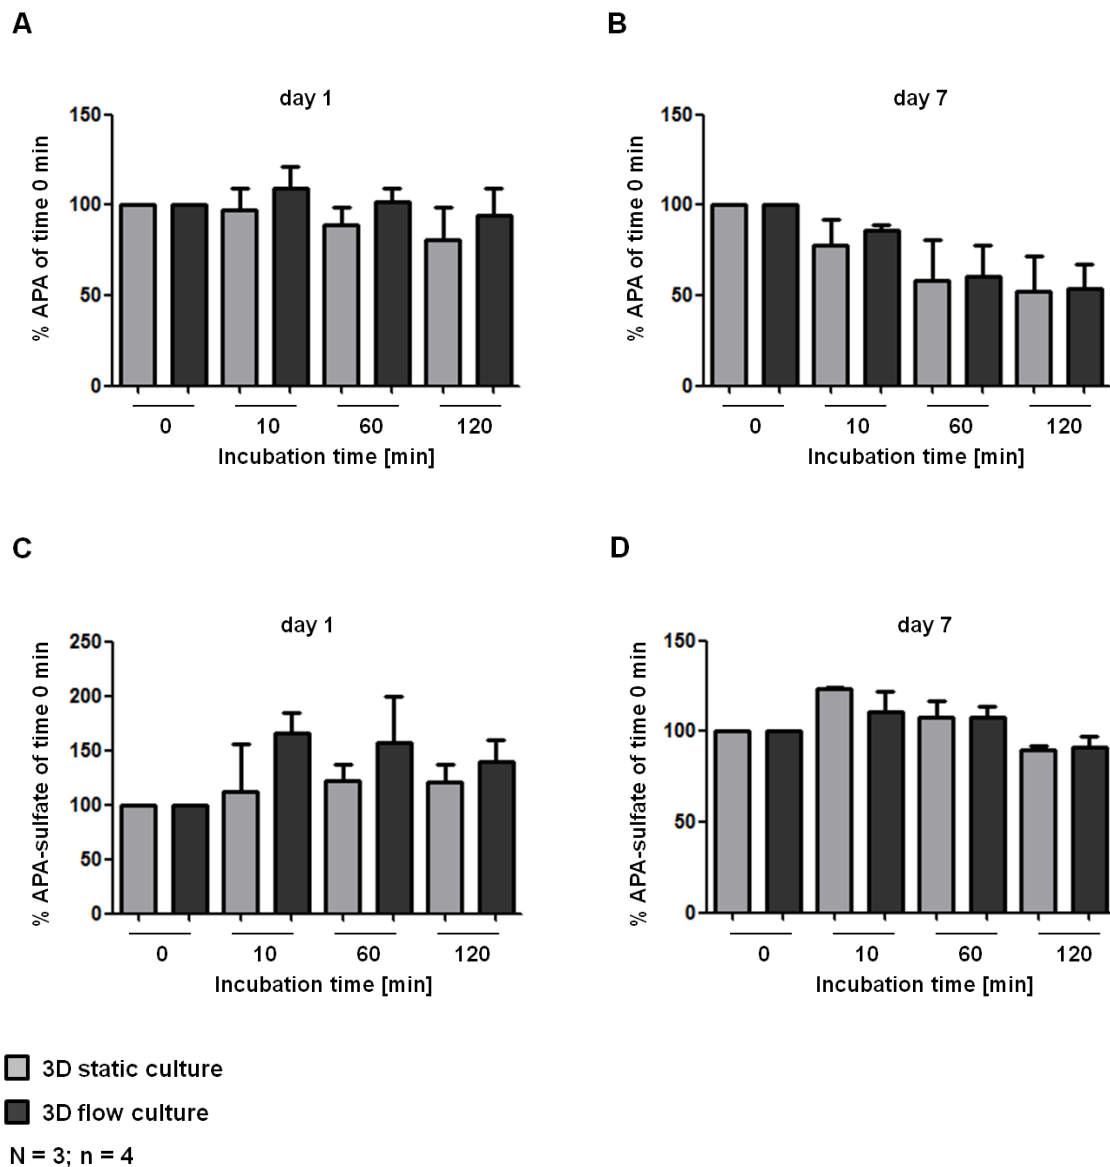 A
day 1
% APA of time 0 min
150
100
50
0
0 10 60 120
Incubation time [min]
B
day 7
% APA of time 0 min
150
100
50
0
0 10 60 120
Incubation time [min]
C
day 1
% APA-sulfate of time 0 min
250
200
150
100
50
0
0 10 60 120
Incubation time [min]
D
day 7
% APA-sulfate of time 0 min
150
100
50
0
0 10 60 120
Incubation time [min]
3D static culture
3D flow culture
N = 3; n = 4